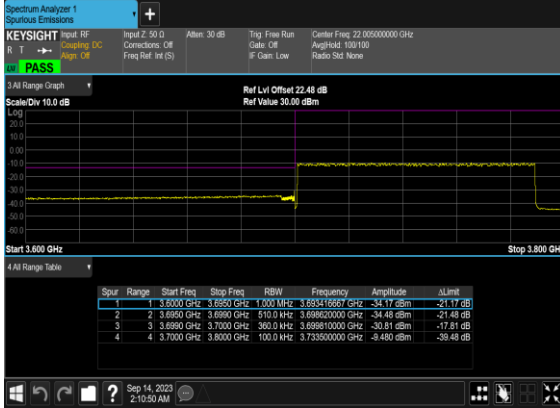 Spectrum Analyzer 1
Spurious Emissions
KEYSIGHT
Input: RF
Coupling: DC
Align: Off
Input Z: 50 Ω
Corrections: Off
Freq Ref: Int (S)
Atten: 30 dB
Trig: Free Run
Gate: Off
IF Gain: Low
Center Freq: 22.005000000 GHz
Avg|Hold: 100/100
Radio Std: None
R T
PASS
3 All Range Graph
Ref Lvl Offset 22.48 dB
Scale/Div 10.0 dB
Ref Value 30.00 dBm
Log
20.0
10.0
0.00
-10.0
-20.0
-30.0
-40.0
-50.0
-60.0
Start 3.600 GHz
Stop 3.800 GH
4 All Range Table
Spur Range Start Freq Stop Freq RBW Frequency Amplitude ΔLimit
1 1 3.6000 GHz 3.6950 GHz 1.000 MHz 3.693416667 GHz -34.17 dBm -21.17 dB
2 2 3.6950 GHz 3.6990 GHz 510.0 kHz 3.698620000 GHz -34.48 dBm -21.48 dB
3 3 3.6990 GHz 3.7000 GHz 360.0 kHz 3.699810000 GHz -30.81 dBm -17.81 dB
4 4 3.7000 GHz 3.8000 GHz 100.0 kHz 3.733500000 GHz -9.480 dBm -39.48 dB
?
Sep 14, 2023
2:10:50 AM